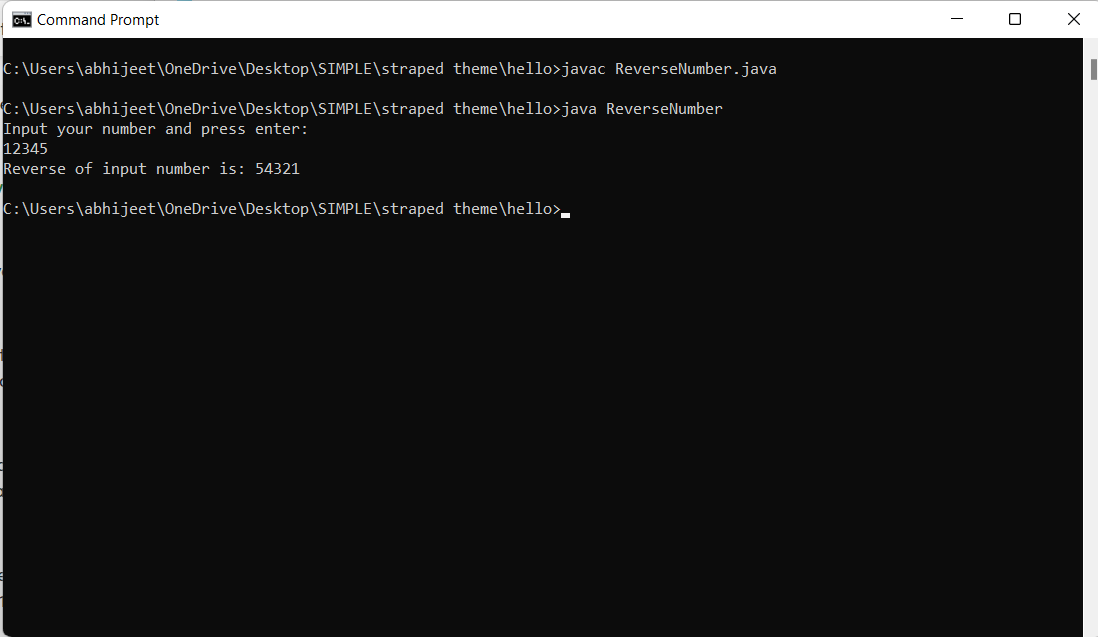 Command Prompt
C:\Users\abhijeet\OneDrive\Desktop\SIMPLE\straped theme\hello>javac ReverseNumber.java
C:\Users\abhijeet\OneDrive\Desktop\SIMPLE\straped theme\hello>java ReverseNumber
Input your number and press enter:
12345
Reverse of input number is: 54321
C:\Users\abhijeet\OneDrive\Desktop\SIMPLE\straped theme\hello>